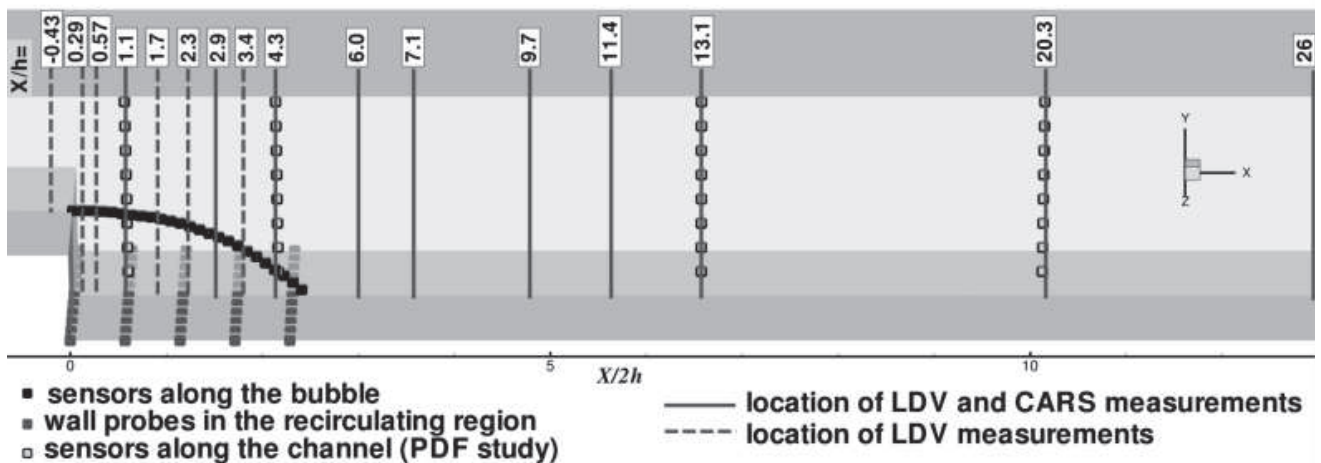 X/h= -0.43 0.29 0.57 1.1 1.7 2.3 2.9 3.4 4.3 6.0 7.1 9.7 11.4 13.1 20.3 26
Y
X
Z
0 5 10
X/2h
sensors along the bubble
wall probes in the recirculating region
sensors along the channel (PDF study)
location of LDV and CARS measurements
location of LDV measurements